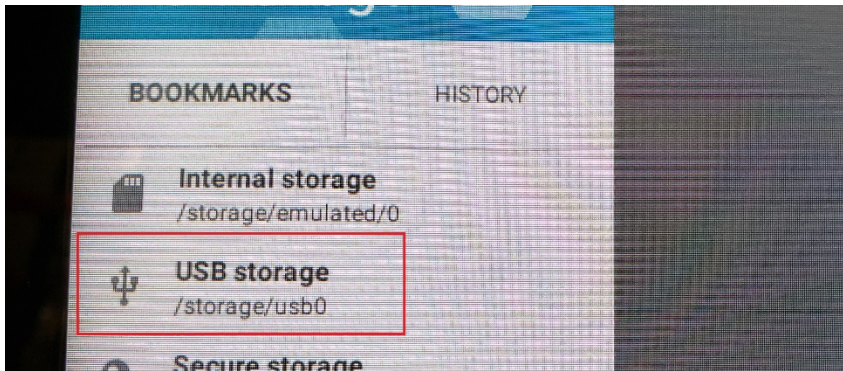 BOOKMARKS HISTORY
Internal storage
/storage/emulated/0
USB storage
/storage/usb0
Secure storage